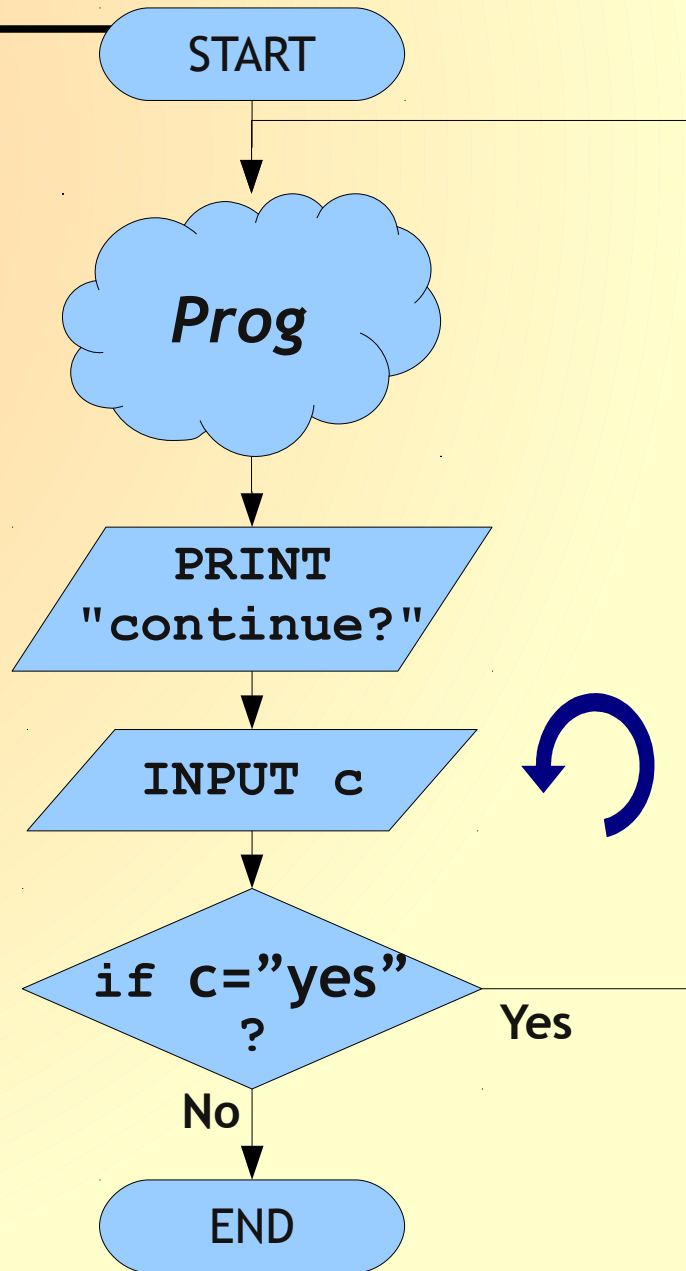 START
Prog
PRINT
"continue?"
INPUT c
if c=”yes”
?
Yes
No
END